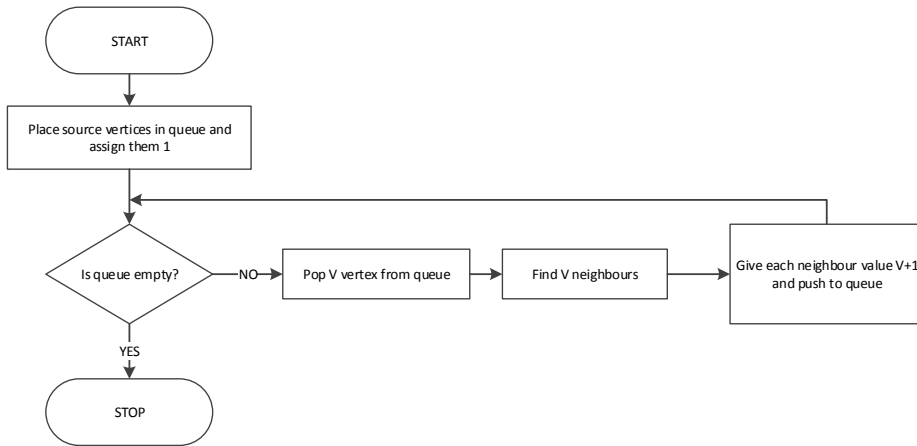 START
Place source vertices in queue and
assign them 1
Is queue empty?
NO
Pop V vertex from queue
Find V neighbours
Give each neighbour value V+1
and push to queue
YES
STOP